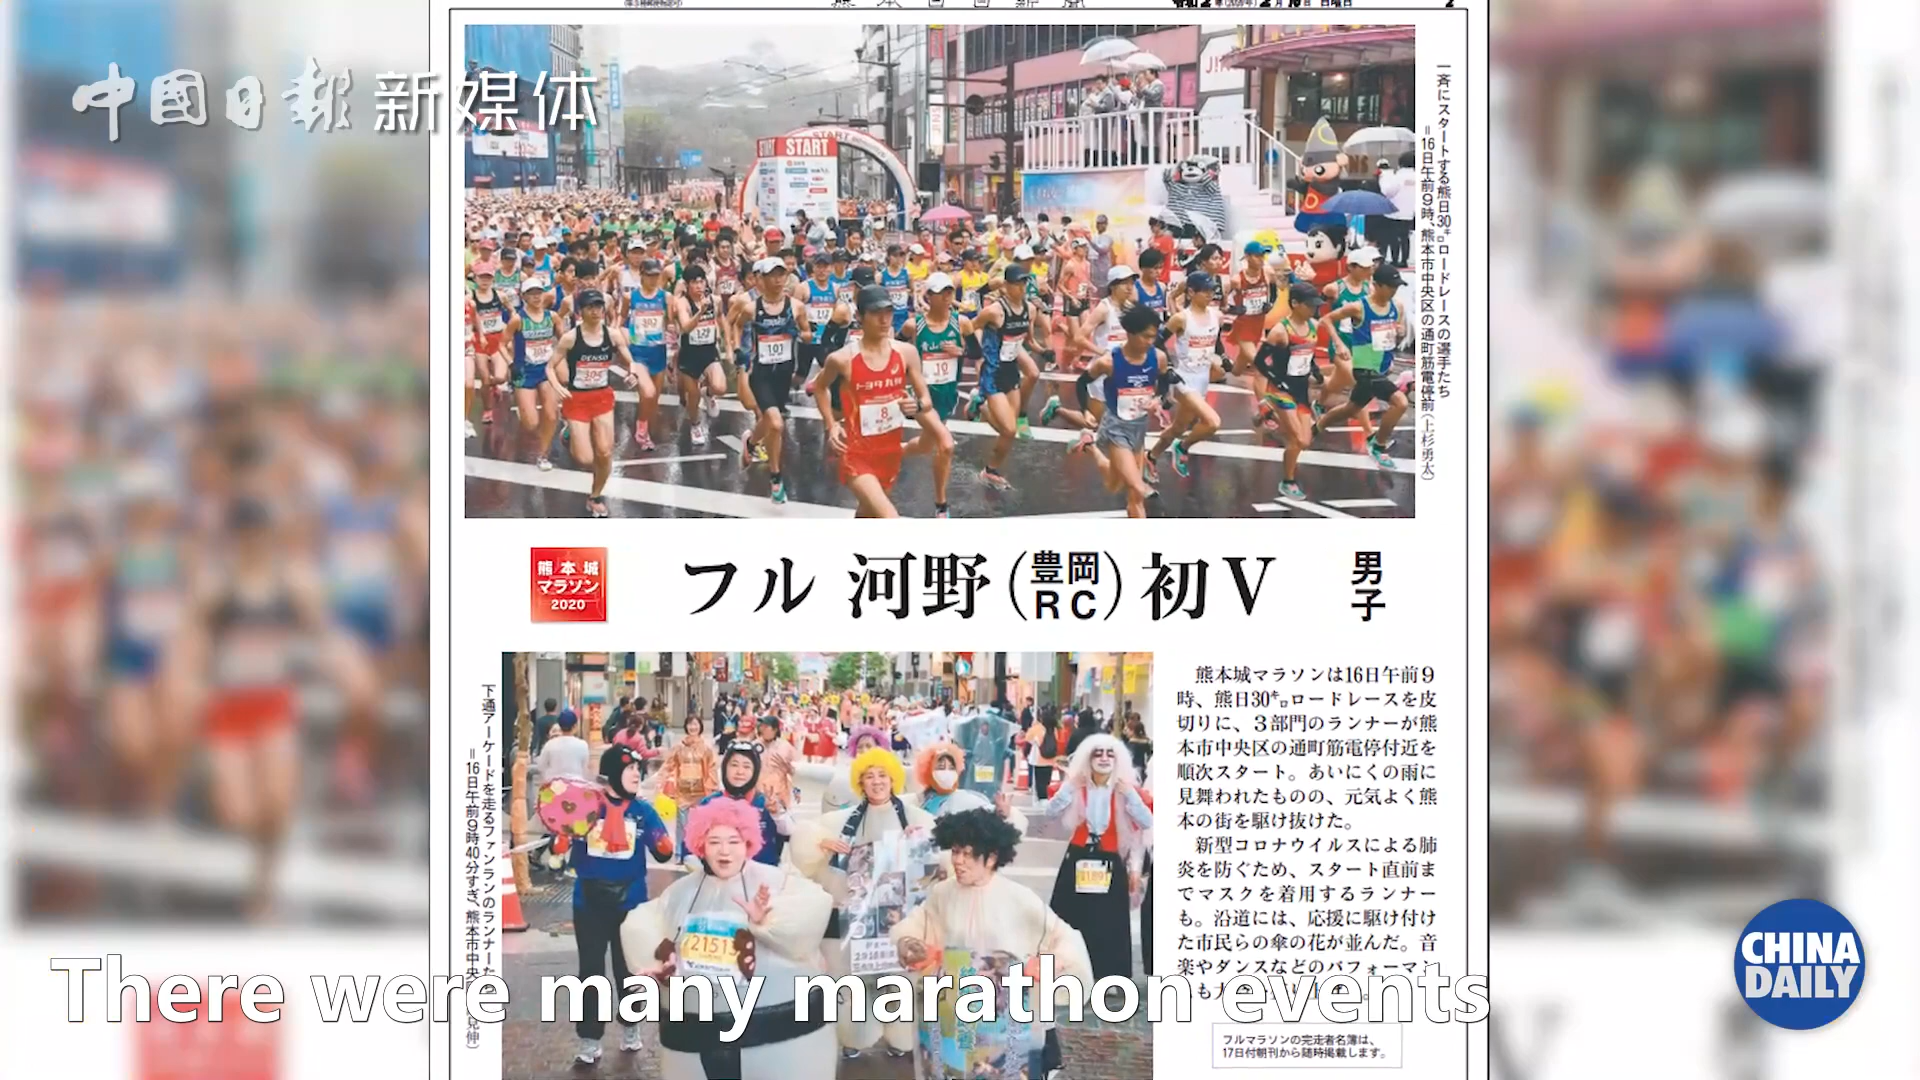 中國日報 新媒体
START
START
一斉にスタートする熊日30㌔ロードレースの選手たち
=16日午前9時、熊本市中央区の通町筋電停前(上杉勇太)
DENSO
305
307
トヨタ九州
8
101
10
熊本城
マラソン
2020
フル 河野(豊岡RC)初V
男子
下通アーケードを走るファンランのランナーた
=16日午前9時40分すぎ、熊本市中央
21513
熊本城マラソンは16日午前9
時、熊日30㌔ロードレースを皮
切りに、3部門のランナーが熊
本市中央区の通町筋電停付近を
順次スタート。あいにくの雨に
見舞われたものの、元気よく熊
本の街を駆け抜けた。
新型コロナウイルスによる肺
炎を防ぐため、スタート直前ま
でマスクを着用するランナー
も。沿道には、応援に駆け付け
た市民らの傘の花が並んだ。音
楽やダンスなどのパフォーマン
フルマラソンの完走者名簿は、
17日付朝刊から随時掲載します。
There were many marathon events
CHINA
DAILY